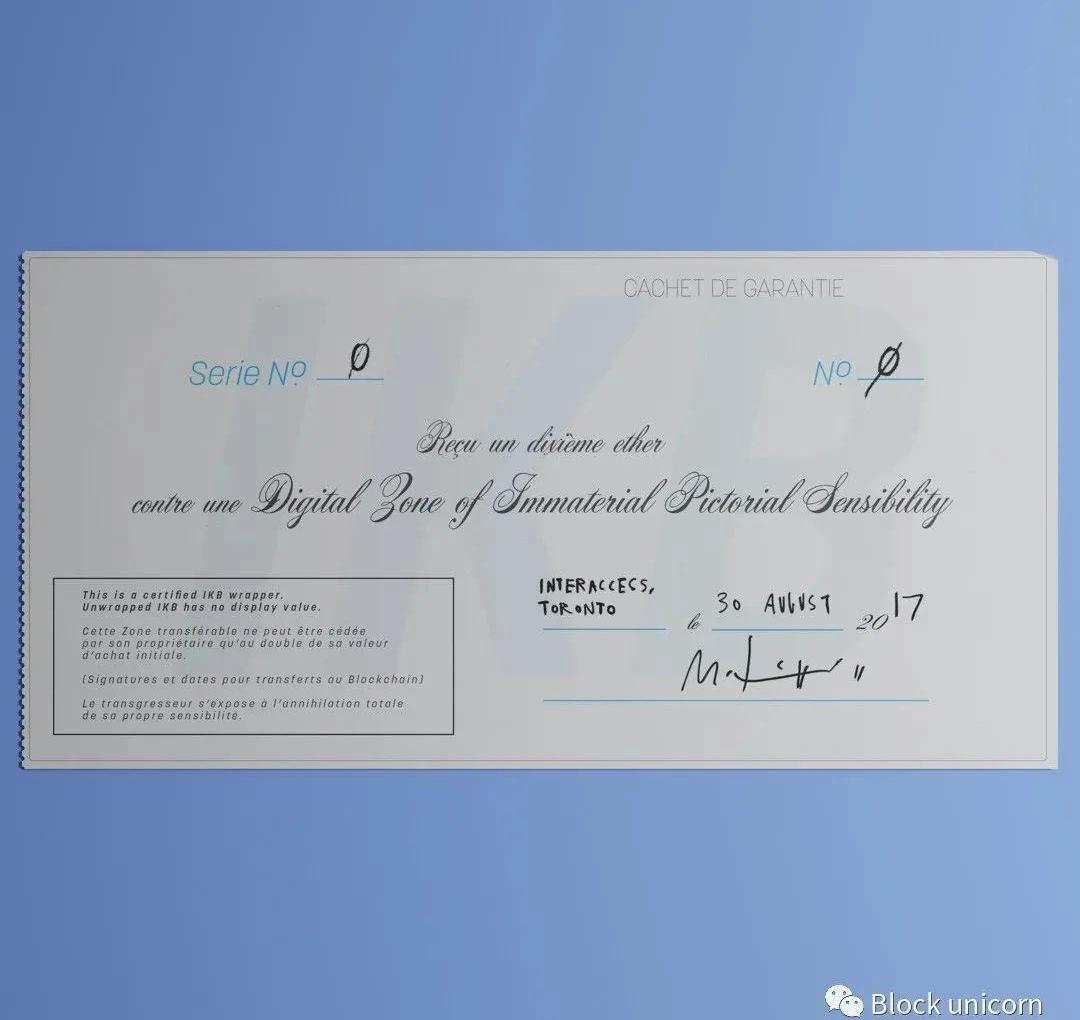 CACHET DE GARANTIE
Serie Nº 0
Nº 0
Reçu un dixième ether
contre une Digital Zone of Immaterial Pictorial Sensibility
This is a certified IKB wrapper.
Unwrapped IKB has no display value.
Cette Zone transférable ne peut être cédée
par son propriétaire qu'au double de sa valeur
d'achat initiale.
(Signatures et dates pour transferts au Blockchain)
Le transgresseur s'expose à l'annihilation totale
de sa propre sensibilité.
INTERACCECS,
TORONTO
le 30 AUGUST 2017
IKB
Block unicorn